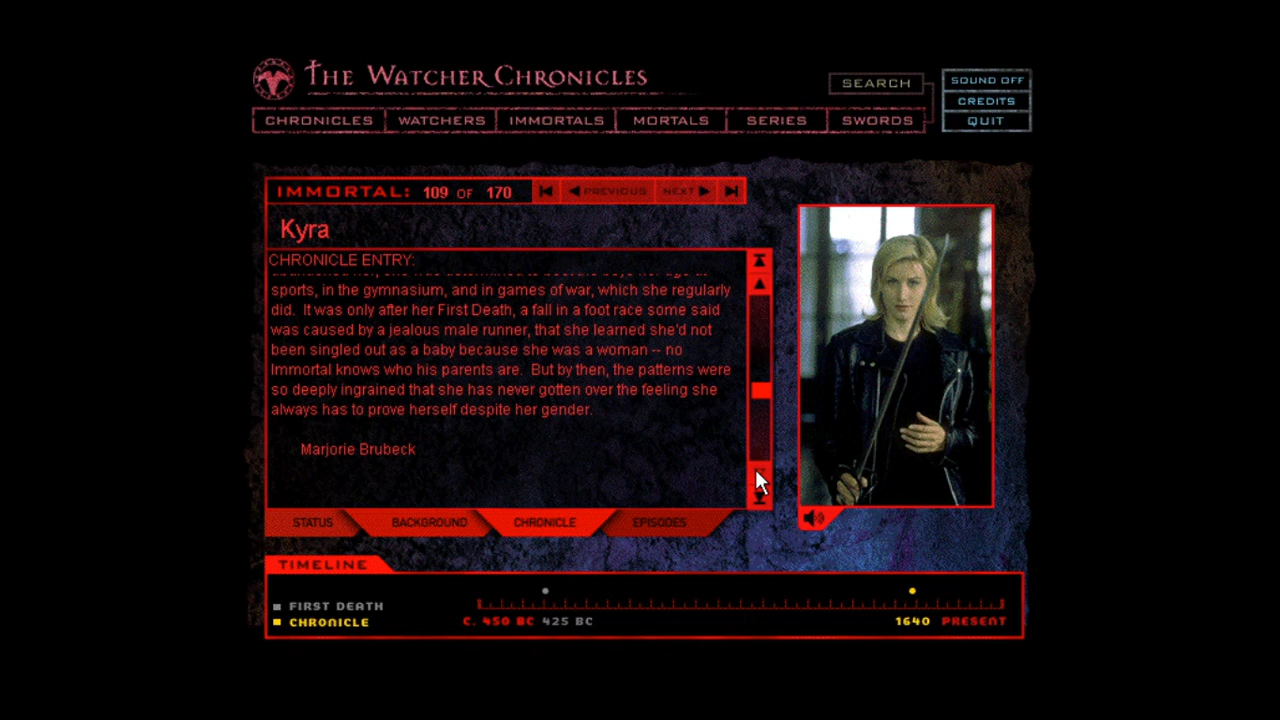 THE WATCHER CHRONICLES
SEARCH
SOUND OFF
CREDITS
QUIT
CHRONICLES WATCHERS IMMORTALS MORTALS SERIES SWORDS
IMMORTAL: 109 OF 170 PREVIOUS NEXT
Kyra
CHRONICLE ENTRY:
sports, in the gymnasium, and in games of war, which she regularly
did. It was only after her First Death, a fall in a foot race some said
was caused by a jealous male runner, that she learned she'd not
been singled out as a baby because she was a woman -- no
Immortal knows who his parents are. But by then, the patterns were
so deeply ingrained that she has never gotten over the feeling she
always has to prove herself despite her gender.
Marjorie Brubeck
STATUS BACKGROUND CHRONICLE EPISODES
TIMELINE
FIRST DEATH
CHRONICLE
C. 450 BC 425 BC 1640 PRESENT